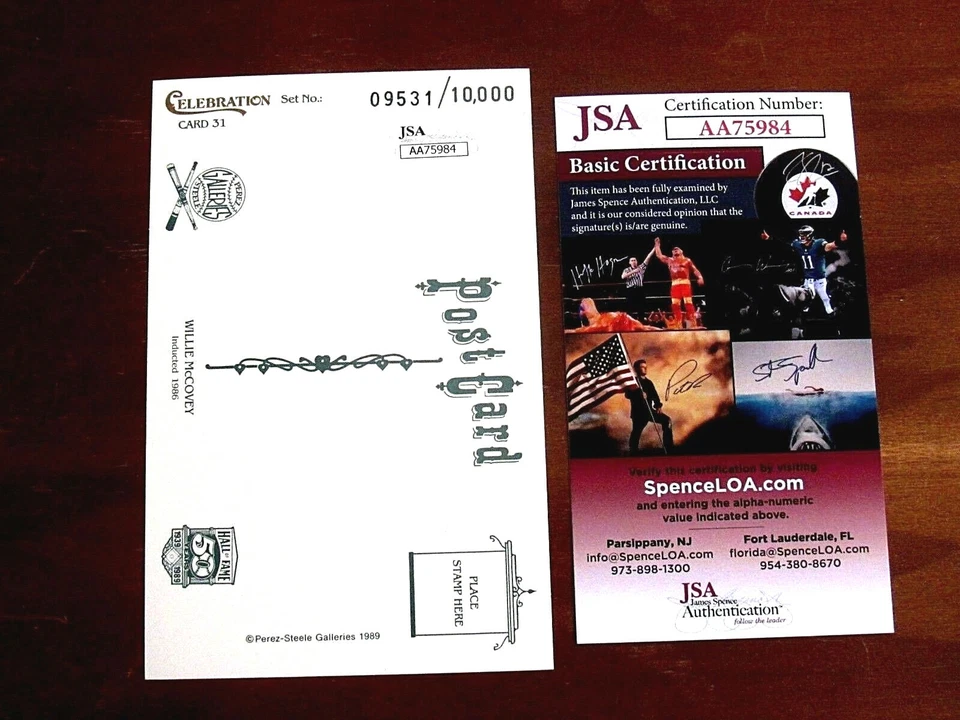 CELEBRATION Set No.: 09531/10,000
CARD 31
JSA
AA75984
PEREZ
GALLERIES
STEELE
Post Card
WILLIE McCOVEY
Inducted 1986
HALL OF FAME
50
YEARS
1939 1989
PLACE
STAMP HERE
©Perez-Steele Galleries 1989
JSA Certification Number:
AA75984
Basic Certification
This item has been fully examined by
James Spence Authentication, LLC
and it is our considered opinion that the
signature(s) is/are genuine.
CANADA
Hulk Hogan
11
Verify this certification by visiting
SpenceLOA.com
and entering the alpha-numeric
value indicated above.
Parsippany, NJ
info@SpenceLOA.com
973-898-1300
Fort Lauderdale, FL
florida@SpenceLOA.com
954-380-8670
JSA
James Spence
Authentication
follow the leader